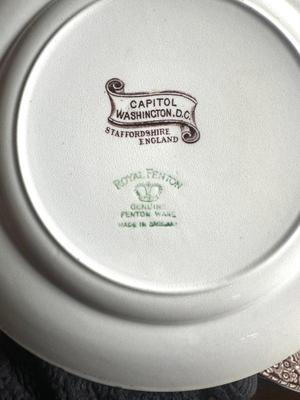 CAPITOL
WASHINGTON, D.C.
STAFFORDSHIRE
ENGLAND
ROYAL FENTON
GENUINE
FENTON WARE
MADE IN ENGLAND